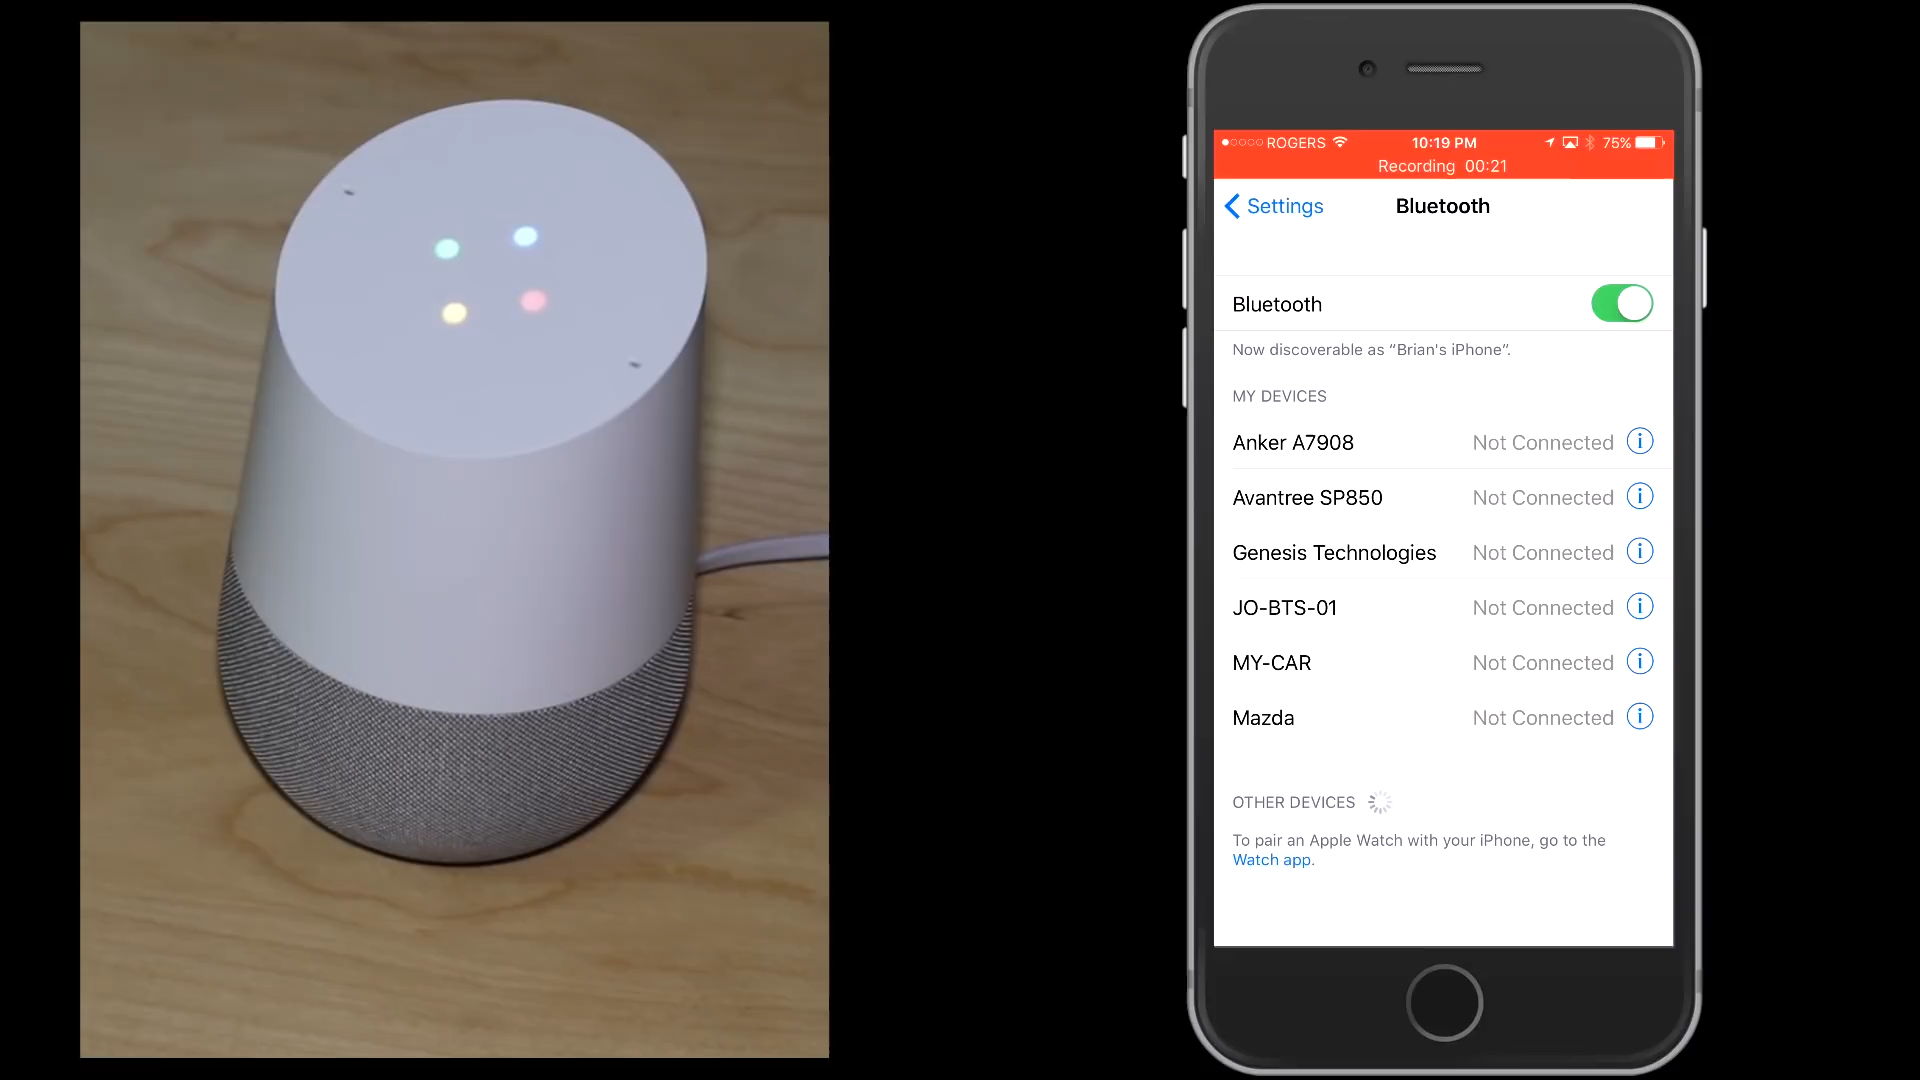 ROGERS 10:19 PM 75%
Recording 00:21
Settings Bluetooth
Bluetooth
Now discoverable as “Brian's iPhone”.
MY DEVICES
Anker A7908 Not Connected
Avantree SP850 Not Connected
Genesis Technologies Not Connected
JO-BTS-01 Not Connected
MY-CAR Not Connected
Mazda Not Connected
OTHER DEVICES
To pair an Apple Watch with your iPhone, go to the
Watch app.